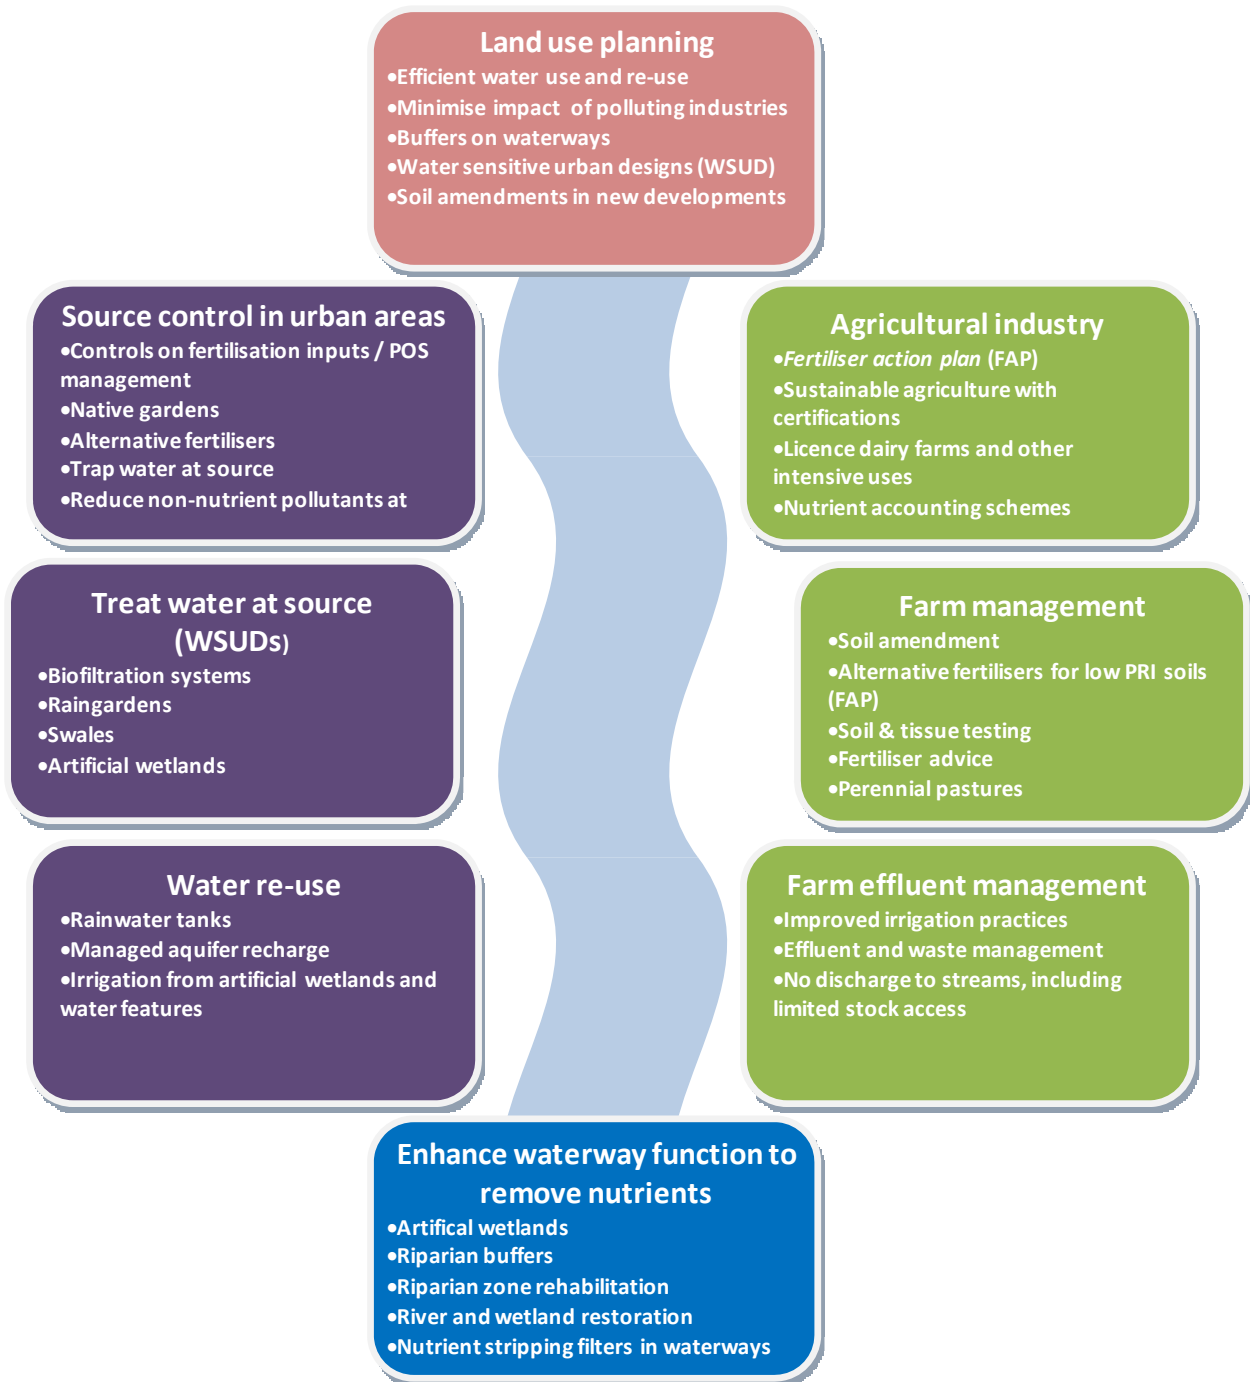 Land use planning
•Efficient water use and re-use
•Minimise impact of polluting industries
•Buffers on waterways
•Water sensitive urban designs (WSUD)
•Soil amendments in new developments
Source control in urban areas
•Controls on fertilisation inputs / POS
management
•Native gardens
•Alternative fertilisers
•Trap water at source
•Reduce non-nutrient pollutants at
Agricultural industry
•Fertiliser action plan (FAP)
•Sustainable agriculture with
certifications
•Licence dairy farms and other
intensive uses
•Nutrient accounting schemes
Treat water at source
(WSUDs)
•Biofiltration systems
•Raingardens
•Swales
•Artificial wetlands
Farm management
•Soil amendment
•Alternative fertilisers for low PRI soils
(FAP)
•Soil & tissue testing
•Fertiliser advice
•Perennial pastures
Water re-use
•Rainwater tanks
•Managed aquifer recharge
•Irrigation from artificial wetlands and
water features
Farm effluent management
•Improved irrigation practices
•Effluent and waste management
•No discharge to streams, including
limited stock access
Enhance waterway function to
remove nutrients
•Artifical wetlands
•Riparian buffers
•Riparian zone rehabilitation
•River and wetland restoration
•Nutrient stripping filters in waterways